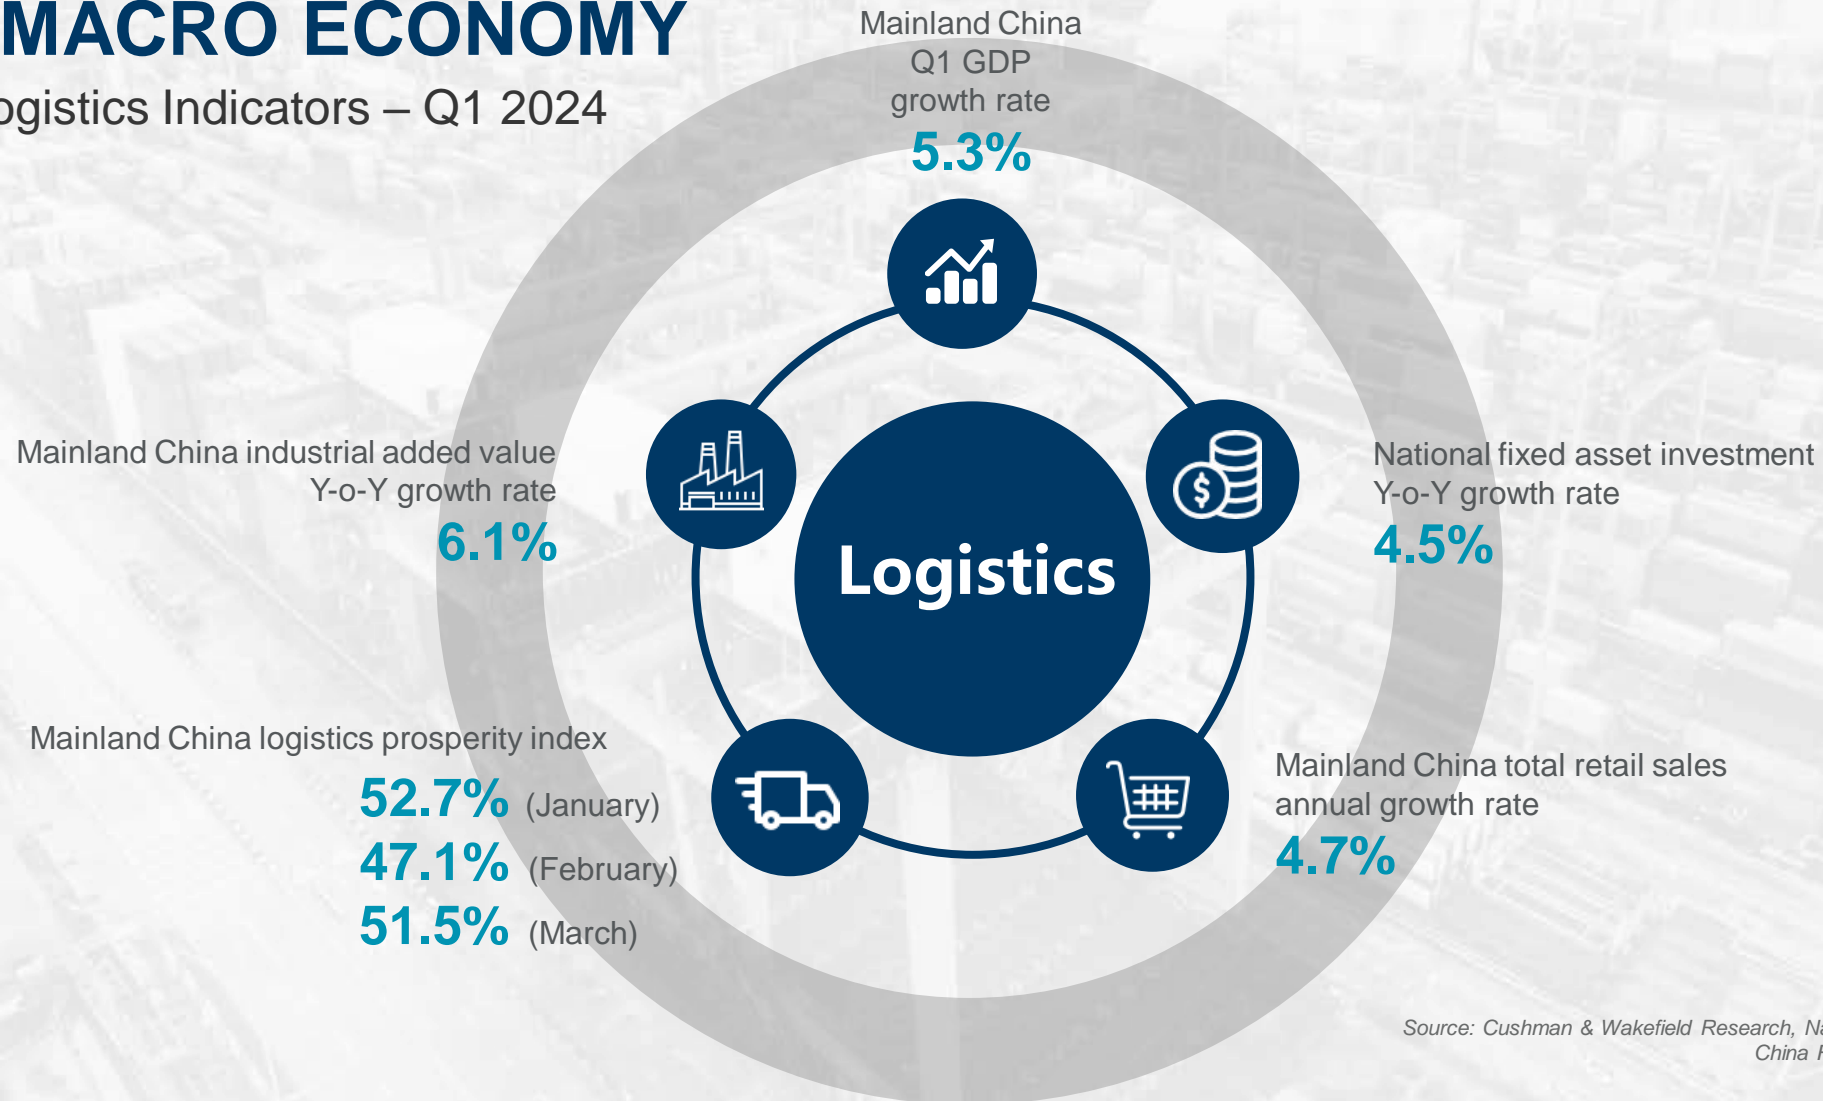 MACRO ECONOMY
ogistics Indicators – Q1 2024
Mainland China
Q1 GDP
growth rate
5.3%
Mainland China industrial added value
Y-o-Y growth rate
6.1%
National fixed asset investment
Y-o-Y growth rate
4.5%
Logistics
Mainland China logistics prosperity index
52.7% (January)
47.1% (February)
51.5% (March)
Mainland China total retail sales
annual growth rate
4.7%
Source: Cushman & Wakefield Research, Na
China